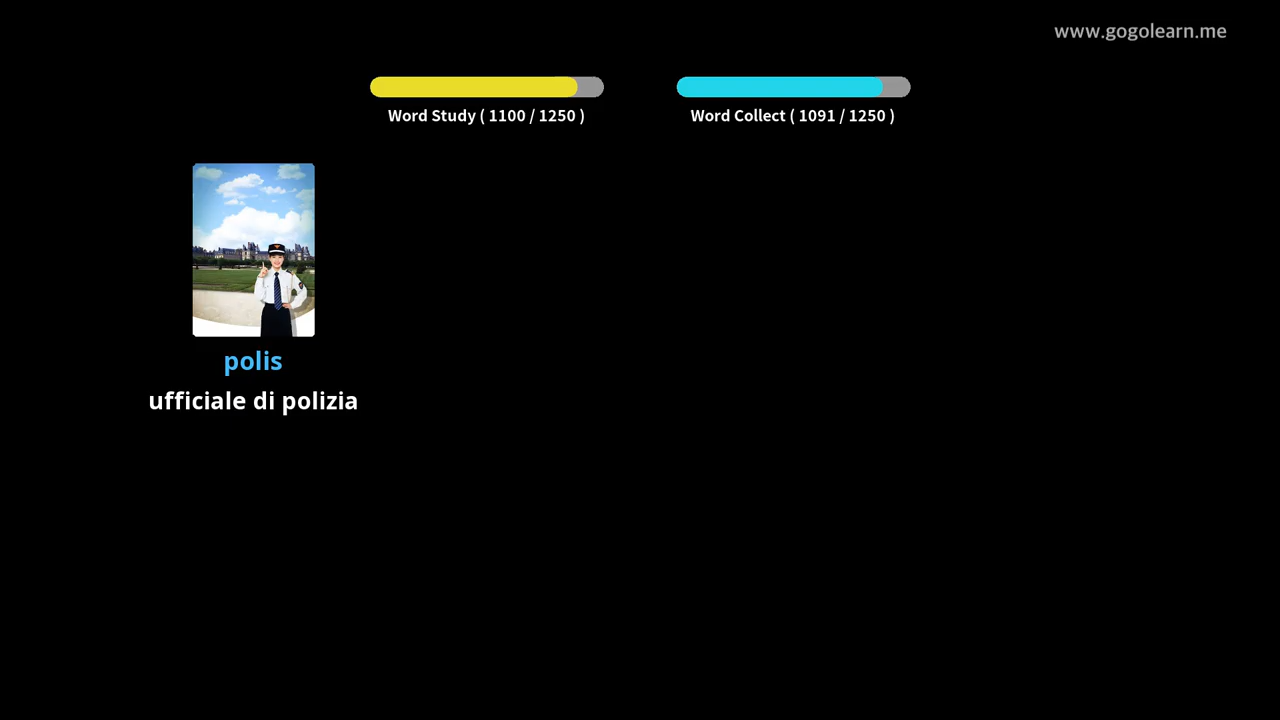 www.gogolearn.me
Word Study ( 1100 / 1250 )
Word Collect ( 1091 / 1250 )
polis
ufficiale di polizia